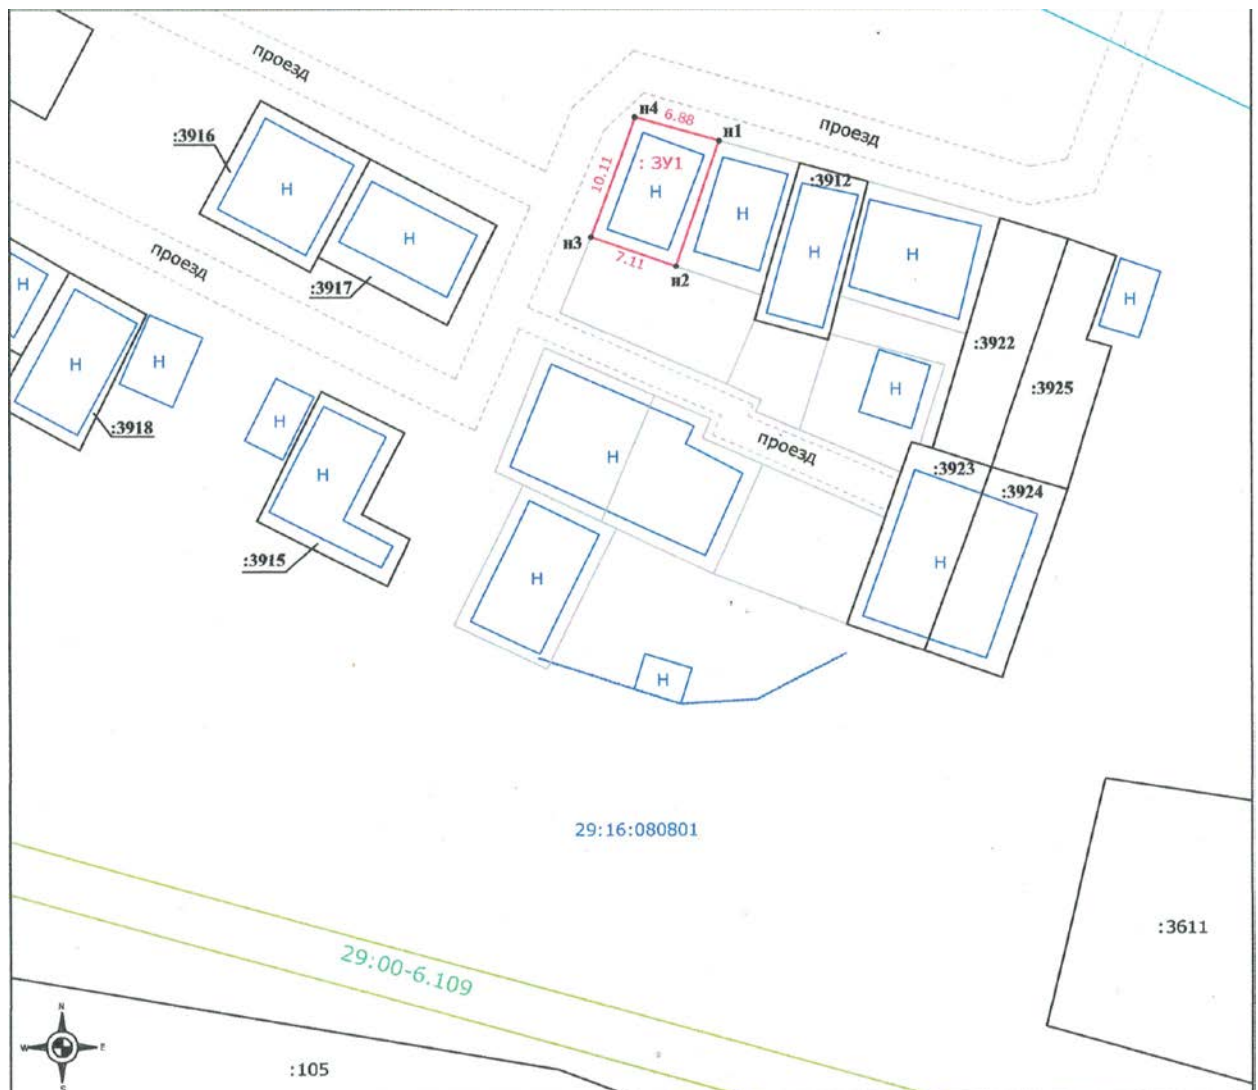 проезд
н4
6.88
н1
проезд
:3916
: ЗУ1
:3912
Н
10.11
Н
Н
Н
Н
Н
Н
н3
7.11
н2
проезд
:3917
Н
Н
:3922
Н
Н
:3925
Н
:3918
Н
Н
Н
проезд
:3923
:3924
:3915
Н
Н
Н
29:16:080801
:3611
29:00-6.109
N
W
E
S
:105